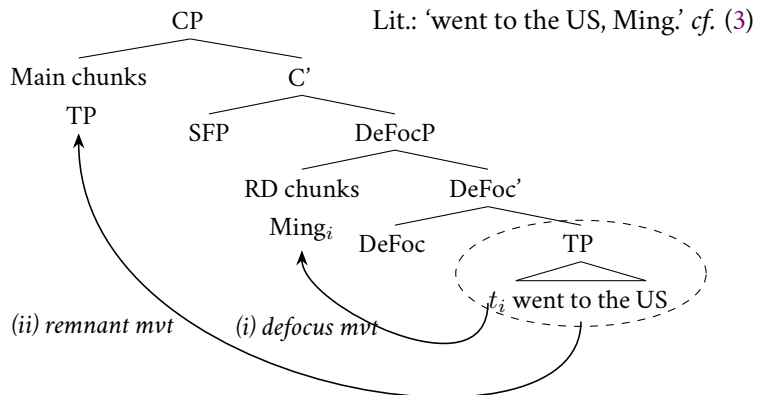 CP
Lit.: ‘went to the US, Ming.’ cf. (3)
Main chunks
C’
TP
SFP
DeFocP
RD chunks
DeFoc’
Ming𝑖
DeFoc
TP
t𝑖 went to the US
(ii) remnant mvt
(i) defocus mvt